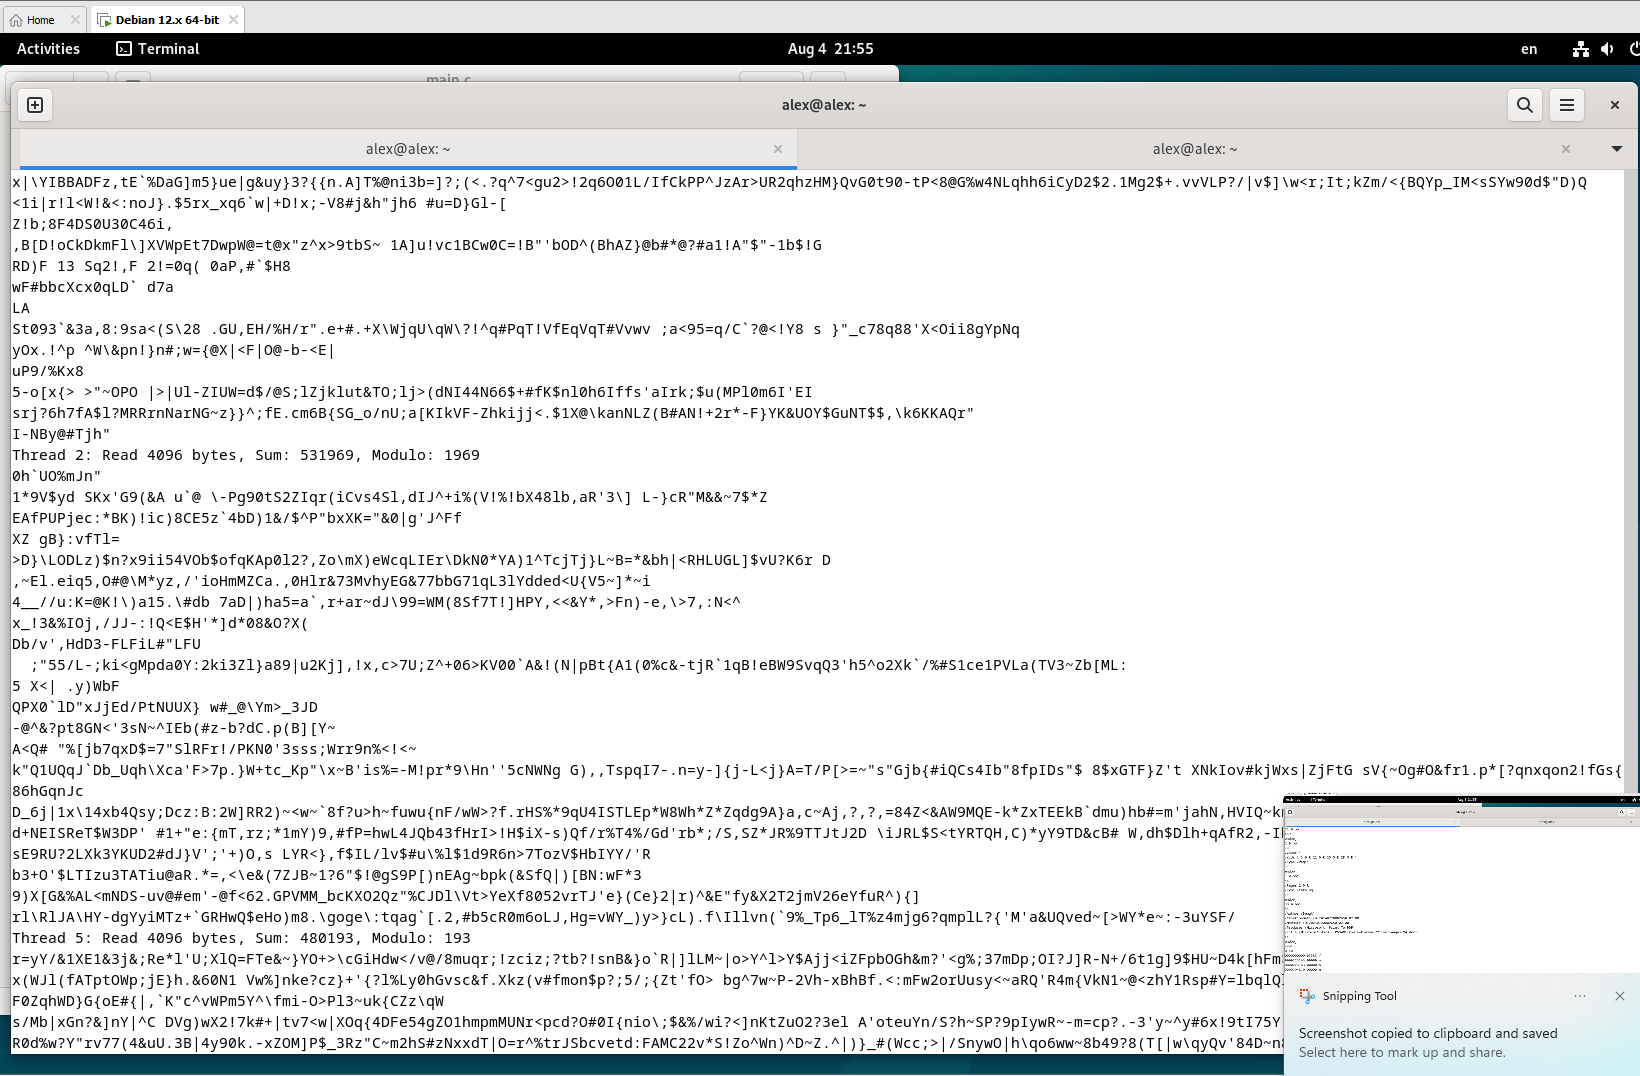 Home
Debian 12.x 64-bit
Activities
Terminal
Aug 4 21:55
en
main.c
alex@alex: ~
alex@alex: ~
alex@alex: ~
x|\YIBBADFz,tE`%DaG]m5}ue|g&uy}3?{{n.A]T%@ni3b=]?;(<.?q^7<gu2>!2q6O01L/IfCkPP^JzAr>UR2qhzHM}QvG0t90-tP<8@G%w4NLqhh6iCyD2$2.1Mg2$+.vvVLP?/|v$]\w<r;It;kZm/<{BQYp_IM<sSYw90d$"D)Q
<1i|r!l<W!&<:noJ}.$5rx_xq6`w|+D!x;-V8#j&h"jh6 #u=D}Gl-[
Z!b;8F4DS0U30C46i,
,B[D!oCkDkmFl\]XVWpEt7DwpW@=t@x"z^x>9tbS~ 1A]u!vc1BCw0C=!B"'bOD^(BhAZ}@b#*@?#a1!A"$"-1b$!G
RD)F 13 Sq2!,F 2!=0q( 0aP,#`$H8
wF#bbcXcx0qLD` d7a
LA
St093`&3a,8:9sa<(S\28 .GU,EH/%H/r".e+#.+X\WjqU\qW\?!^q#PqT!VfEqVqT#Vvwv ;a<95=q/C`?@<!Y8 s }"_c78q88'X<Oii8gYpNq
yOx.!^p ^W\&pn!}n#;w={@X|<F|O@-b-<E|
uP9/%Kx8
5-o[x{> >"~OPO |>|Ul-ZIUW=d$/@S;lZjklut&TO;lj>(dNI44N66$+#fK$nl0h6Iffs'aIrk;$u(MPl0m6I'EI
srj?6h7fA$l?MRRrnNarNG~z}}^;fE.cm6B{SG_o/nU;a[KIkVF-Zhkijj<.$1X@\kanNLZ(B#AN!+2r*-F}YK&UOY$GuNT$$,\k6KKAQr"
I-NBy@#Tjh"
Thread 2: Read 4096 bytes, Sum: 531969, Modulo: 1969
0h`UO%mJn"
1*9V$yd SKx'G9(&A u`@ \-Pg90tS2ZIqr(iCvs4Sl,dIJ^+i%(V!%!bX48lb,aR'3\] L-}cR"M&&~7$*Z
EAfPUPjec:*BK)!ic)8CE5z`4bD)1&/$^P"bxXK="&0|g'J^Ff
XZ gB}:vfTl=
>D}\LODLz)$n?x9ii54VOb$ofqKAp0l2?,Zo\mX)eWcqLIEr\DkN0*YA)1^TcjTj}L~B=*&bh|<RHLUGL]$vU?K6r D
,~El.eiq5,O#@\M*yz,/'ioHmMZCa.,0Hlr&73MvhyEG&77bbG71qL3lYdded<U{V5~]*~i
4__//u:K=@K!\)a15.\#db 7aD|)ha5=a`,r+ar~dJ\99=WM(8Sf7T!]HPY,<<&Y*,>Fn)-e,\>7,:N<^
x_!3&%IOj,/JJ-:!Q<E$H'*]d*08&O?X(
Db/v',HdD3-FLFiL#"LFU
;"55/L-;ki<gMpda0Y:2ki3Zl}a89|u2Kj],!x,c>7U;Z^+06>KV00`A&!(N|pBt{A1(0%c&-tjR`1qB!eBW9SvqQ3'h5^o2Xk`/%#S1ce1PVLa(TV3~Zb[ML:
5 X<| .y)WbF
QPX0`lD"xJjEd/PtNUUX} w#_@\Ym>_3JD
-@^&?pt8GN<'3sN~^IEb(#z-b?dC.p(B][Y~
A<Q# "%[jb7qxD$=7"SlRFr!/PKN0'3sss;Wrr9n%<!<~
k"Q1UQqJ`Db_Uqh\Xca'F>7p.}W+tc_Kp"\x~B'is%=-M!pr*9\Hn''5cNWNg G),,TspqI7-.n=y-]{j-L<j}A=T/P[>=~"s"Gjb{#iQCs4Ib"8fpIDs"$ 8$xGTF}Z't XNkIov#kjWxs|ZjFtG sV{~Og#O&fr1.p*[?qnxqon2!fGs{
86hGqnJc
D_6j|1x\14xb4Qsy;Dcz:B:2W]RR2)~<w~`8f?u>h~fuwu{nF/wW>?f.rHS%*9qU4ISTLEp*W8Wh*Z*Zqdg9A}a,c~Aj,?,?,=84Z<&AW9MQE-k*ZxTEEkB`dmu)hb#=m'jahN,HVIQ~k
d+NEISReT$W3DP' #1+"e:{mT,rz;*1mY)9,#fP=hwL4JQb43fHrI>!H$iX-s)Qf/r%T4%/Gd'rb*;/S,SZ*JR%9TTJtJ2D \iJRL$S<tYRTQH,C)*yY9TD&cB# W,dh$Dlh+qAfR2,-I
sE9RU?2LXk3YKUD2#dJ}V';'+)O,s LYR<},f$IL/lv$#u\%l$1d9R6n>7TozV$HbIYY/'R
b3+O'$LTIzu3TATiu@aR.*=,<\e&(7ZJB~1?6"$!@gS9P[)nEAg~bpk(&SfQ|)[BN:wF*3
9)X[G&%AL<mNDS-uv@#em'-@f<62.GPVMM_bcKXO2Qz"%CJDl\Vt>YeXf8052vrTJ'e}(Ce}2|r)^&E"fy&X2T2jmV26eYfuR^){]
rl\RlJA\HY-dgYyiMTz+`GRHwQ$eHo)m8.\goge\:tqag`[.2,#b5cR0m6oLJ,Hg=vWY_)y>}cL).f\Illvn(`9%_Tp6_lT%z4mjg6?qmplL?{'M'a&UQved~[>WY*e~:-3uYSF/
Thread 5: Read 4096 bytes, Sum: 480193, Modulo: 193
r=yY/&1XE1&3j&;Re*l'U;XlQ=FTe&~}YO+>\cGiHdw</v@/8muqr;!zciz;?tb?!snB&}o`R|]lLM~|o>Y^l>Y$Ajj<iZFpbOGh&m?'<g%;37mDp;OI?J]R-N+/6t1g]9$HU~D4k[hFm
x(WJl(fATptOWp;jE}h.&60N1 Vw%]nke?cz}+'{?l%Ly0hGvsc&f.Xkz(v#fmon$p?;5/;{Zt'fO> bg^7w~P-2Vh-xBhBf.<:mFw2orUusy<~aRQ'R4m{VkN1~@<zhY1Rsp#Y=lbqlQ
F0ZqhWD}G{oE#{|,`K"c^vWPm5Y^\fmi-O>Pl3~uk{CZz\qW
s/Mb|xGn?&]nY|^C DVg)wX2!7k#+|tv7<w|XOq{4DFe54gZO1hmpmMUNr<pcd?O#0I{nio\;$&%/wi?<]nKtZuO2?3el A'oteuYn/S?h~SP?9pIywR~-m=cp?.-3'y~^y#6x!9tI75Y
R0d%w?Y"rv77(4&uU.3B|4y90k.-xZOM]P$_3Rz"C~m2hS#zNxxdT|O=r^%trJSbcvetd:FAMC22v*S!Zo^Wn)^D~Z.^|)}_#(Wcc;>|/SnywO|h\qo6ww~8b49?8(T[|w\qyQv'84D~n
Snipping Tool
Screenshot copied to clipboard and saved
Select here to mark up and share.